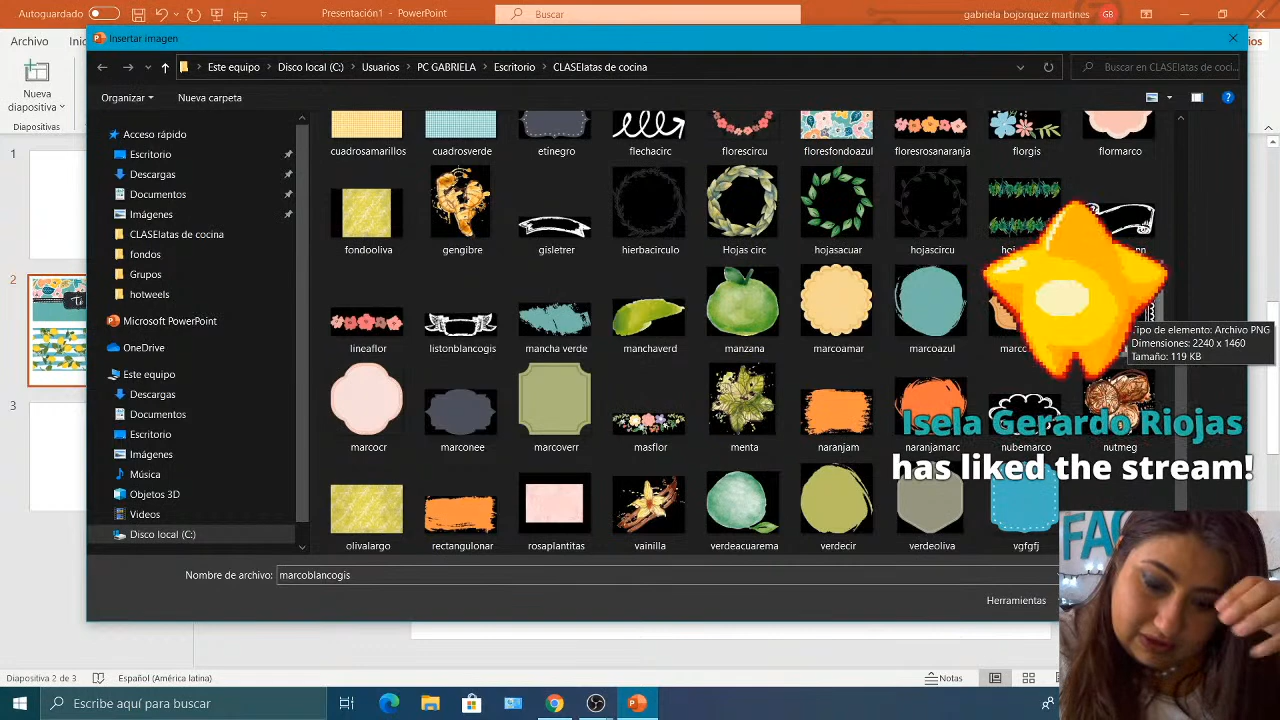 Autoguardado
Presentación1 - PowerPoint
Buscar
gabriela bojorquez martines
GB
Insertar imagen
Archivo
Este equipo
Disco local (C:)
Usuarios
PC GABRIELA
Escritorio
CLASElatas de cocina
Buscar en CLASElatas de coci...
Nueva
diapositiva
Diapositivas
Organizar
Nueva carpeta
Acceso rápido
Escritorio
Descargas
Documentos
Imágenes
CLASElatas de cocina
fondos
Grupos
hotweels
Microsoft PowerPoint
OneDrive
Este equipo
Descargas
Documentos
Escritorio
Imágenes
Música
Objetos 3D
Videos
Disco local (C:)
cuadrosamarillos
cuadrosverde
etinegro
flechacirc
florescircu
floresfondoazul
floresrosanaranja
florgis
flormarco
fondooliva
gengibre
gisletrer
hierbacirculo
Hojas circ
hojasacuar
hojascircu
lineaflor
listonblancogis
mancha verde
manchaverd
manzana
marcoamar
marcoazul
Tipo de elemento: Archivo PNG
Dimensiones: 2240 x 1460
Tamaño: 119 KB
marcocr
marconee
marcoverr
masflor
menta
naranjam
naranjamarc
nubemarco
nutmeg
Isela Gerardo Riojas
has liked the stream!
olivalargo
rectangulonar
rosaplantitas
vainilla
verdeacuarema
verdecir
verdeoliva
vgfgfj
Nombre de archivo:
marcoblancogis
Herramientas
1
2
3
Diapositiva 2 de 3
Español (América latina)
Notas
Escribe aquí para buscar